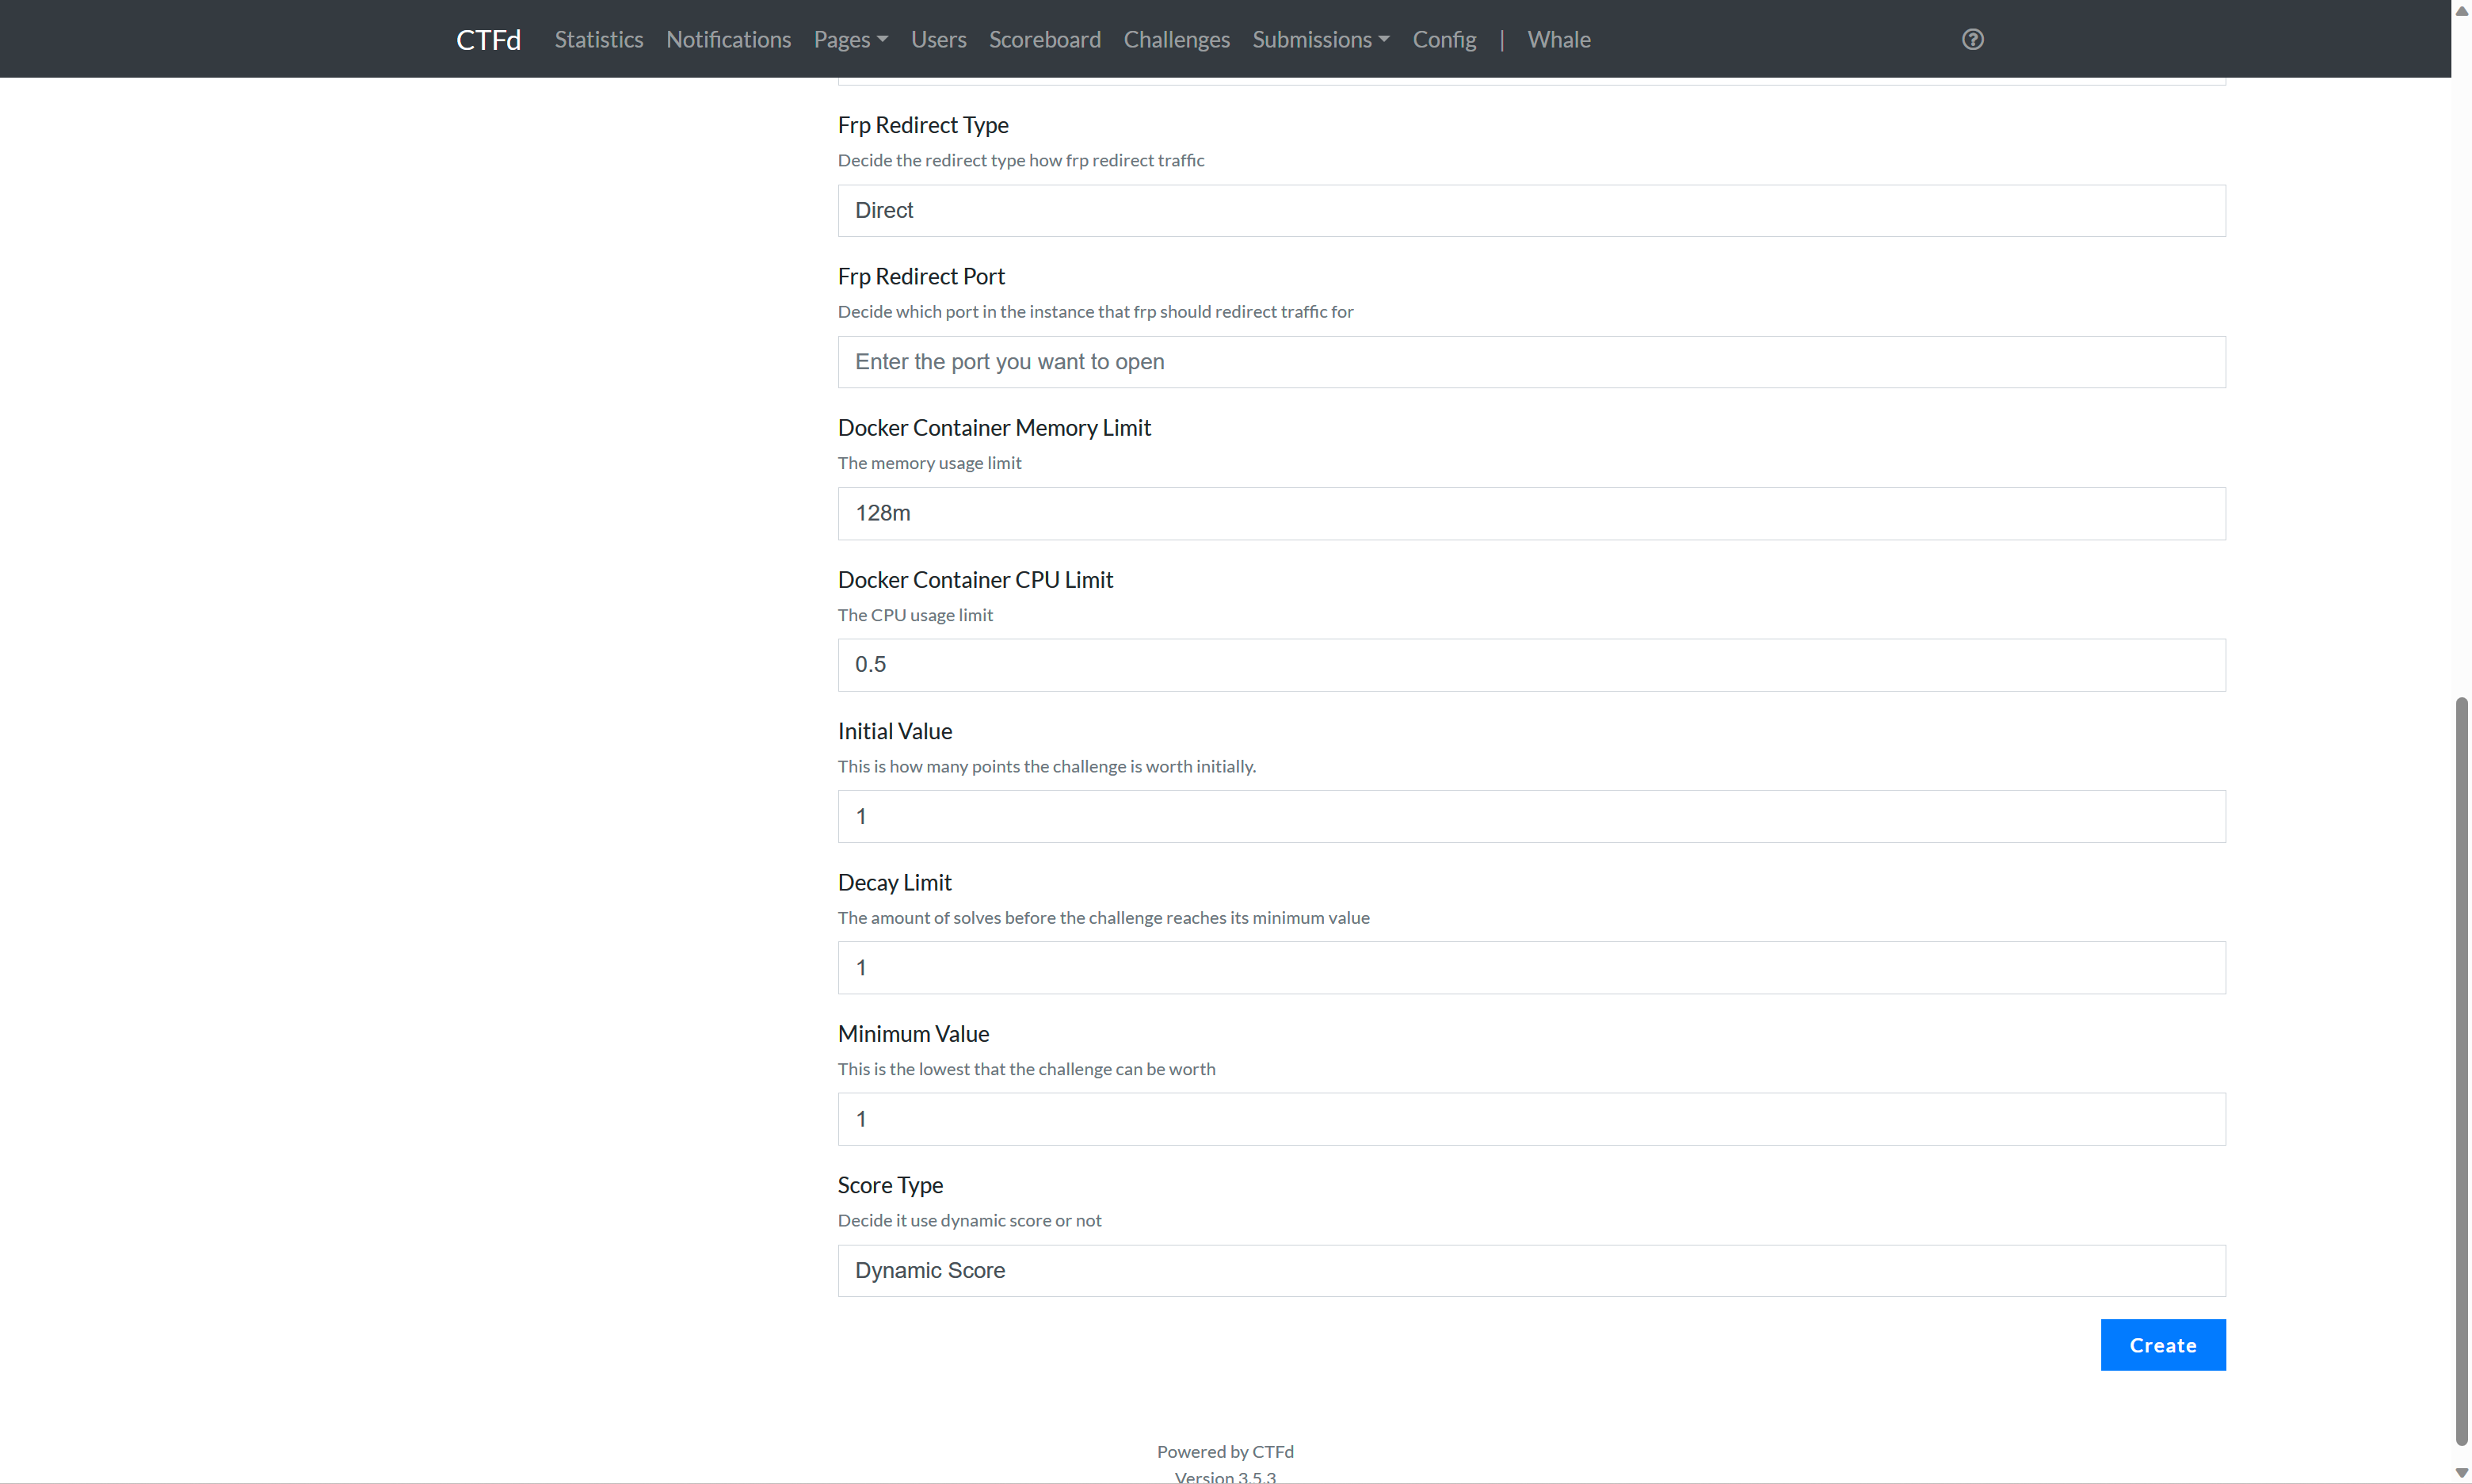 CTFd Statistics Notifications Pages Users Scoreboard Challenges Submissions Config | Whale
Frp Redirect Type
Decide the redirect type how frp redirect traffic
Direct
Frp Redirect Port
Decide which port in the instance that frp should redirect traffic for
Enter the port you want to open
Docker Container Memory Limit
The memory usage limit
128m
Docker Container CPU Limit
The CPU usage limit
0.5
Initial Value
This is how many points the challenge is worth initially.
1
Decay Limit
The amount of solves before the challenge reaches its minimum value
1
Minimum Value
This is the lowest that the challenge can be worth
1
Score Type
Decide it use dynamic score or not
Dynamic Score
Create
Powered by CTFd
Version 3.5.3